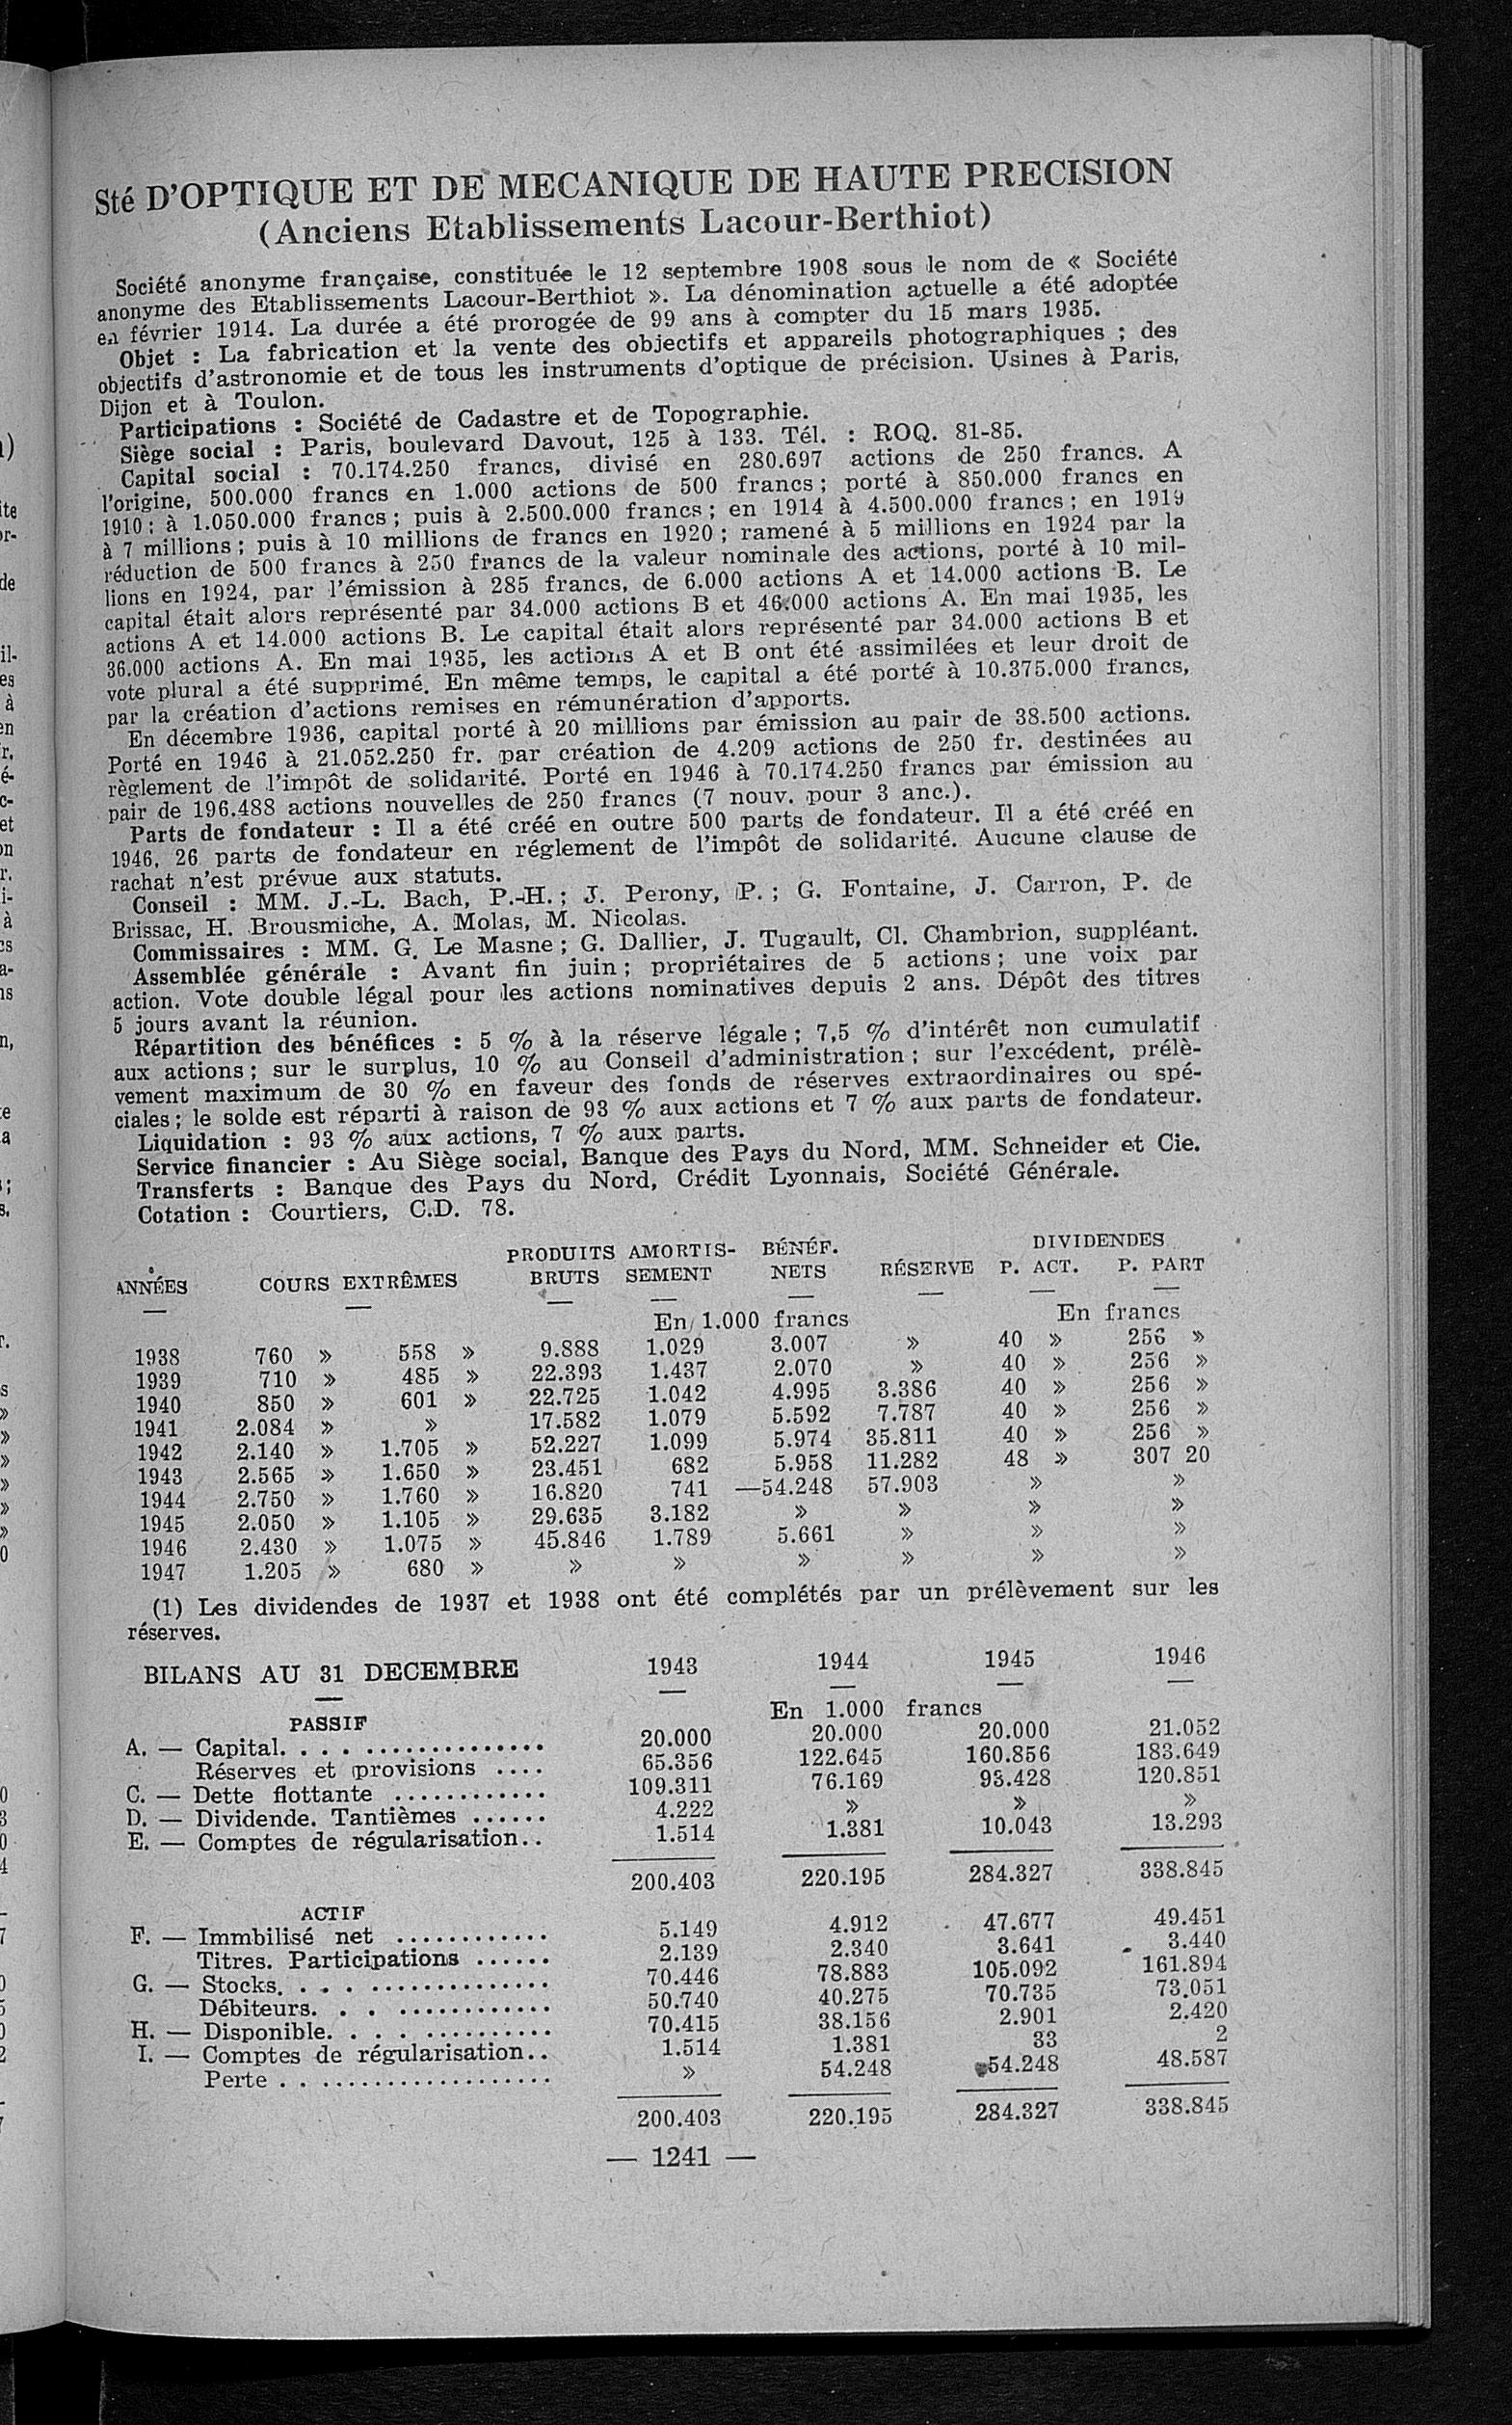 Sté D'OPTIQUE ET DE MECANIQUE DE HAUTE PRECISION
(Anciens Etablissements Lacour-Berthiot)
Société anonyme française, constituée le 12 septembre 1908 sous le nom de « Société
anonyme des Etablissements Lacour-Berthiot ». La dénomination actuelle a été adoptée
en février 1914. La durée a été prorogée de 99 ans à compter du 15 mars 1935.
Objet : La fabrication et la vente des objectifs et appareils photographiques ; des
objectifs d'astronomie et de tous les instruments d'optique de précision. Usines à Paris,
Dijon et à Toulon.
Participations : Société de Cadastre et de Topographie.
Siège social : Paris, boulevard Davout, 125 à 133. Tél. : ROQ. 81-85.
Capital social : 70.174.250 francs, divisé en 280.697 actions de 250 francs. A
l'origine, 500.000 francs en 1.000 actions de 500 francs; porté à 850.000 francs en
1910; à 1.050.000 francs; puis à 2.500.000 francs; en 1914 à 4.500.000 francs; en 1919
à 7 millions; puis à 10 millions de francs en 1920; ramené à 5 millions en 1924 par la
réduction de 500 francs à 250 francs de la valeur nominale des actions, porté à 10 mil-
lions en 1924, par l'émission à 285 francs, de 6.000 actions A et 14.000 actions B. Le
capital était alors représenté par 34.000 actions B et 46.000 actions A. En mai 1935, les
actions A et 14.000 actions B. Le capital était alors représenté par 34.000 actions B et
36.000 actions A. En mai 1935, les actions A et B ont été assimilées et leur droit de
vote plural a été supprimé. En même temps, le capital a été porté à 10.375.000 francs,
par la création d'actions remises en rémunération d'apports.
En décembre 1936, capital porté à 20 millions par émission au pair de 38.500 actions.
Porté en 1946 à 21.052.250 fr. par création de 4.209 actions de 250 fr. destinées au
règlement de l'impôt de solidarité. Porté en 1946 à 70.174.250 francs par émission au
pair de 196.488 actions nouvelles de 250 francs (7 nouv. pour 3 anc.).
Parts de fondateur : Il a été créé en outre 500 parts de fondateur. Il a été créé en
1946, 26 parts de fondateur en réglement de l'impôt de solidarité. Aucune clause de
rachat n'est prévue aux statuts.
Conseil : MM. J.-L. Bach, P.-H.; J. Perony, P.; G. Fontaine, J. Carron, P. de
Brissac, H. Brousmiche, A. Molas, M. Nicolas.
Commissaires : MM. G. Le Masne; G. Dallier, J. Tugault, Cl. Chambrion, suppléant.
Assemblée générale : Avant fin juin; propriétaires de 5 actions; une voix par
action. Vote double légal pour les actions nominatives depuis 2 ans. Dépôt des titres
5 jours avant la réunion.
Répartition des bénéfices : 5 % à la réserve légale; 7,5 % d'intérêt non cumulatif
aux actions; sur le surplus, 10 % au Conseil d'administration; sur l'excédent, prélè-
vement maximum de 30 % en faveur des fonds de réserves extraordinaires ou spé-
ciales; le solde est réparti à raison de 93 % aux actions et 7 % aux parts de fondateur.
Liquidation : 93 % aux actions, 7 % aux parts.
Service financier : Au Siège social, Banque des Pays du Nord, MM. Schneider et Cie.
Transferts : Banque des Pays du Nord, Crédit Lyonnais, Société Générale.
Cotation : Courtiers, C.D. 78.
PRODUITS AMORTIS- BÉNÉF. DIVIDENDES
ANNÉES COURS EXTRÊMES BRUTS SEMENT NETS RÉSERVE P. ACT. P. PART
En 1.000 francs En francs
1938 760 » 558 » 9.888 1.029 3.007 » 40 » 256 »
1939 710 » 485 » 22.393 1.437 2.070 » 40 » 256 »
1940 850 » 601 » 22.725 1.042 4.995 3.386 40 » 256 »
1941 2.084 » » 17.582 1.079 5.592 7.787 40 » 256 »
1942 2.140 » 1.705 » 52.227 1.099 5.974 35.811 40 » 256 »
1943 2.565 » 1.650 » 23.451 682 5.958 11.282 48 » 307 20
1944 2.750 » 1.760 » 16.820 741 —54.248 57.903 » »
1945 2.050 » 1.105 » 29.635 3.182 » » » »
1946 2.430 » 1.075 » 45.846 1.789 5.661 » » »
1947 1.205 » 680 » » » » » » »
(1) Les dividendes de 1937 et 1938 ont été complétés par un prélèvement sur les
réserves.
BILANS AU 31 DECEMBRE 1943 1944 1945 1946
En 1.000 francs
PASSIF
A. — Capital. . . . ................ 20.000 20.000 20.000 21.052
Réserves et provisions .... 65.356 122.645 160.856 183.649
C. — Dette flottante ............ 109.311 76.169 93.428 120.851
D. — Dividende. Tantièmes ...... 4.222 » » »
E. — Comptes de régularisation.. 1.514 1.381 10.043 13.293
200.403 220.195 284.327 338.845
ACTIF
F. — Immbilisé net ............ 5.149 4.912 47.677 49.451
Titres. Participations ...... 2.139 2.340 3.641 3.440
G. — Stocks. . . . ................ 70.446 78.883 105.092 161.894
Débiteurs. . . ............ 50.740 40.275 70.735 73.051
H. — Disponible. . . . ........... 70.415 38.156 2.901 2.420
I. — Comptes de régularisation.. 1.514 1.381 33 2
Perte . . .................. » 54.248 54.248 48.587
200.403 220.195 284.327 338.845
— 1241 —